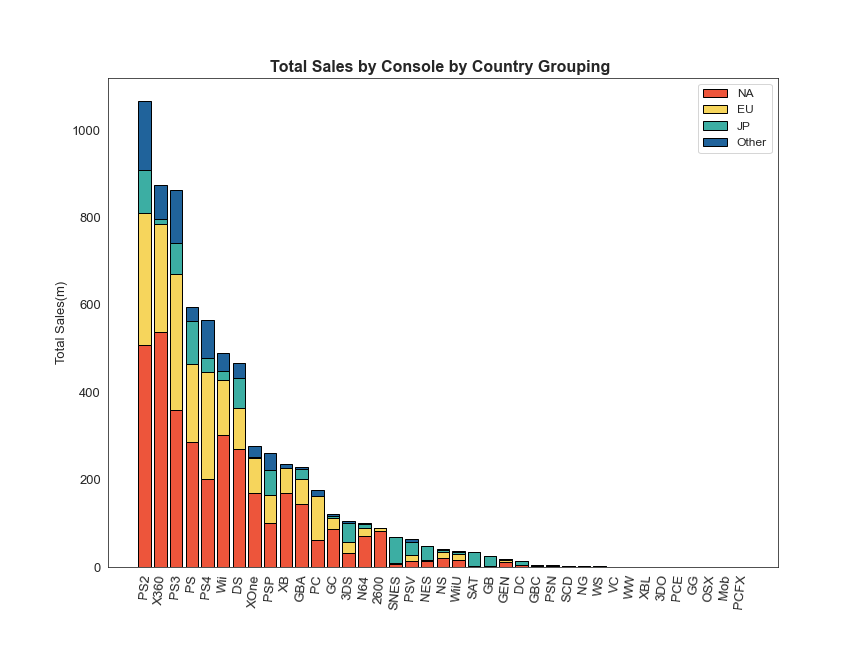 Total Sales by Console by Country Grouping
NA
EU
JP
Other
Total Sales(m)
1000
800
600
400
200
0
PS2 X360 PS3 PS PS4 Wii DS XOne PSP XB GBA PC GC 3DS N64 2600 SNES PSV NES NS WiiU SAT GB GEN DC GBC PSN SCD NG WS VC WW XBL 3DO PCE GG OSX Mob PCFX